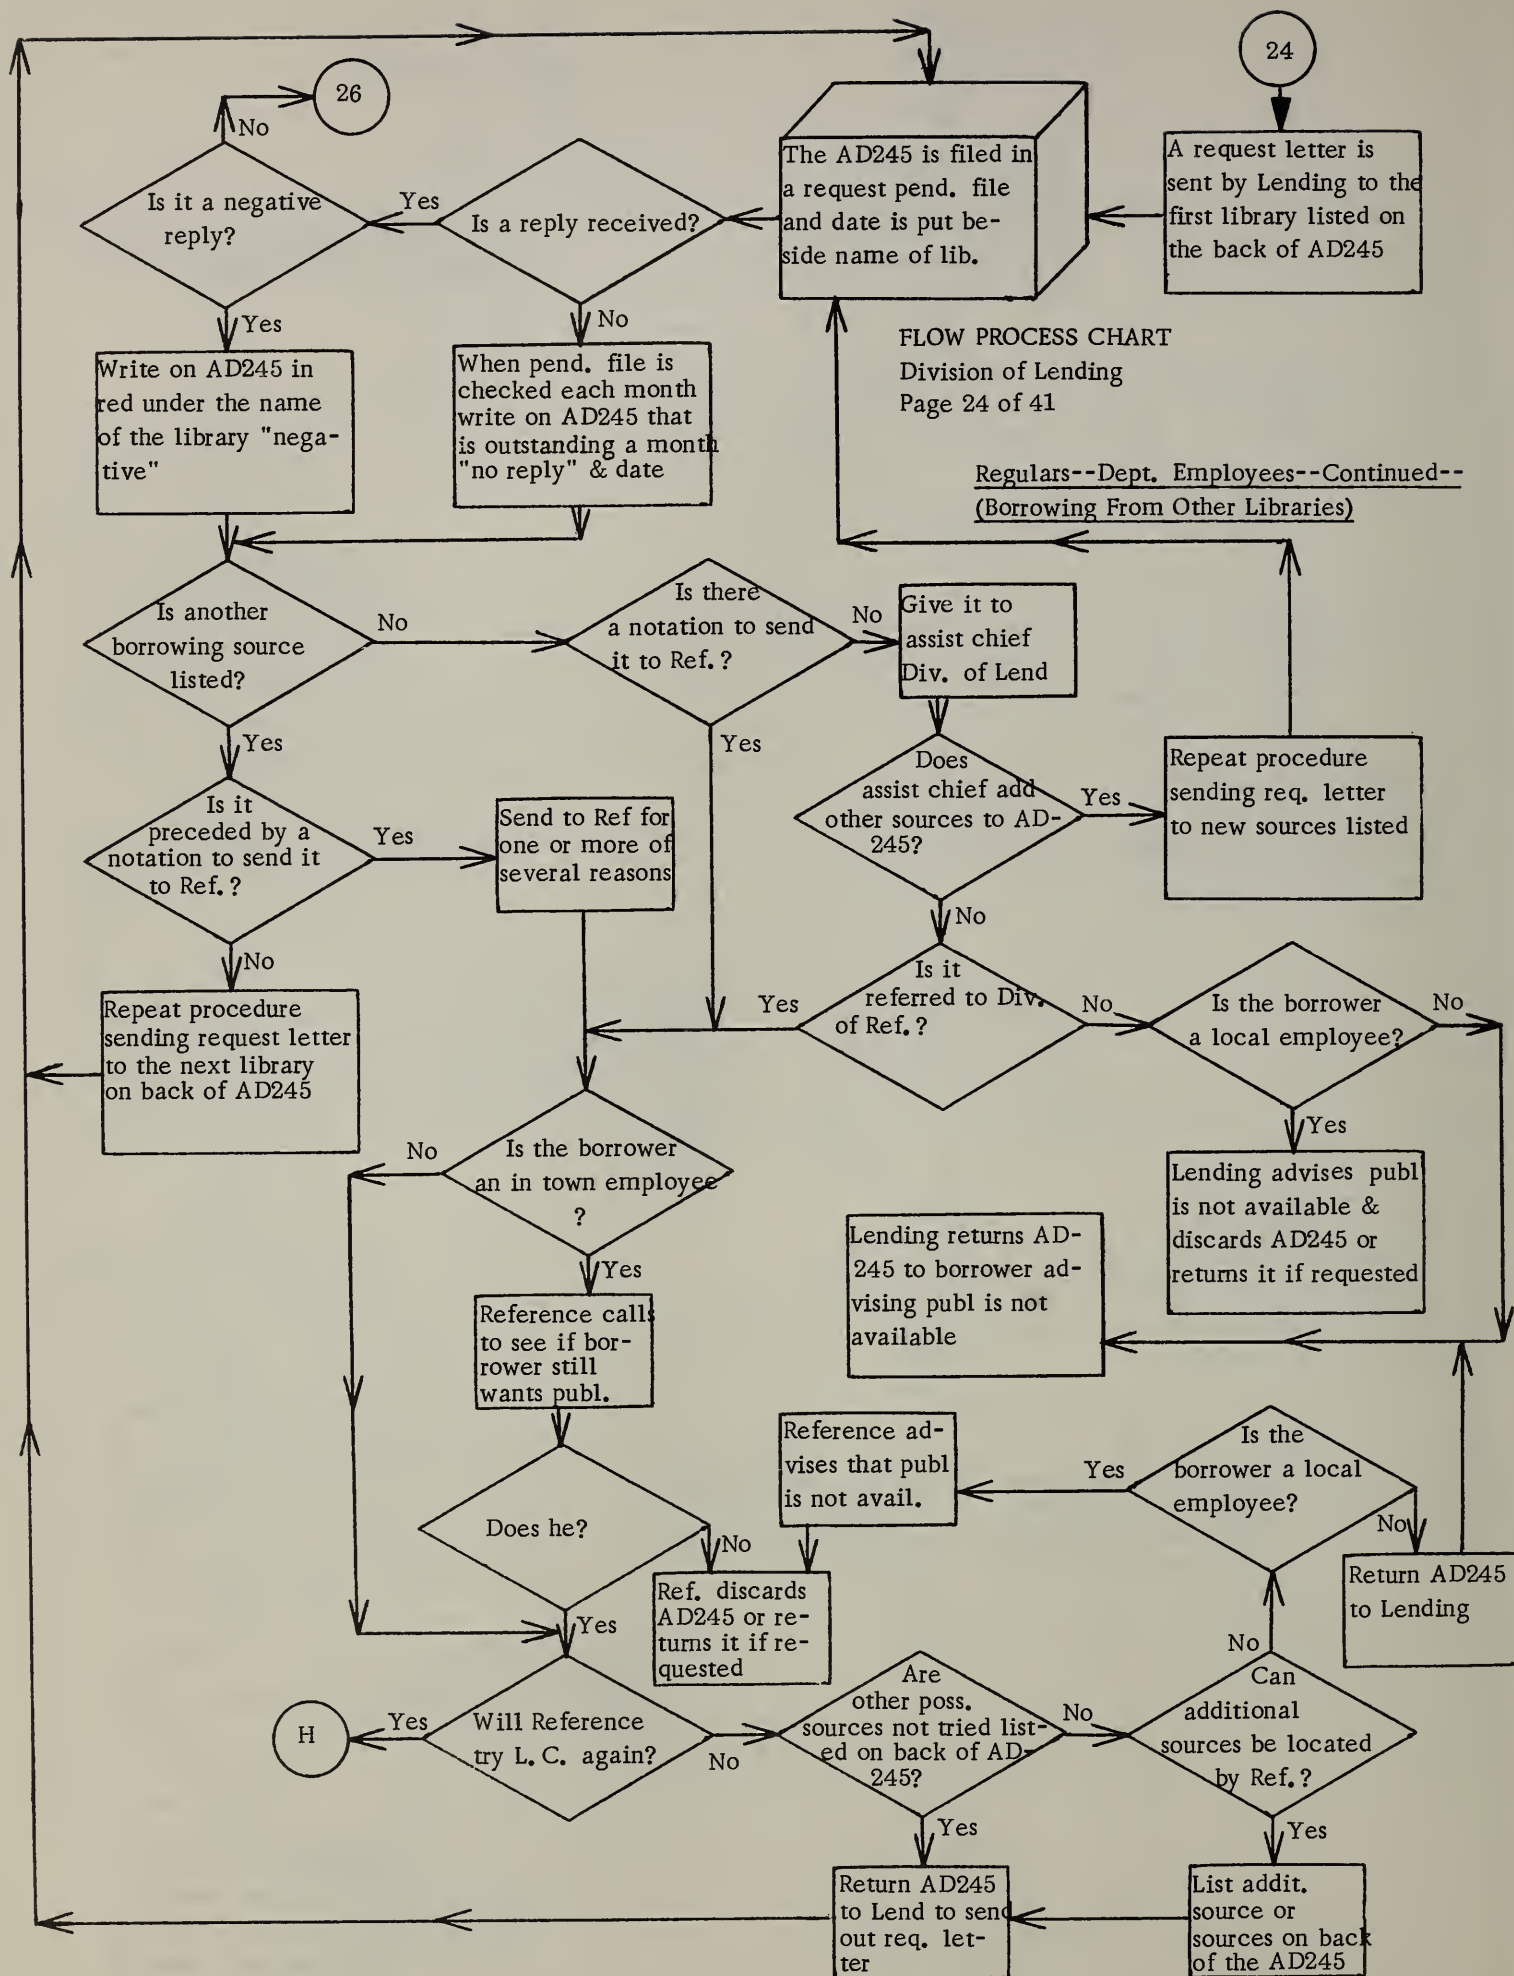 24
26
No
Is it a negative
reply?
Yes
Is a reply received?
The AD245 is filed in
a request pend. file
and date is put be-
side name of lib.
A request letter is
sent by Lending to the
first library listed on
the back of AD245
Yes
No
FLOW PROCESS CHART
Division of Lending
Page 24 of 41
Write on AD245 in
red under the name
of the library "nega-
tive"
When pend. file is
checked each month
write on AD245 that
is outstanding a month
"no reply" & date
Regulars--Dept. Employees--Continued--
(Borrowing From Other Libraries)
Is another
borrowing source
listed?
No
Is there
a notation to send
it to Ref.?
No
Give it to
assist chief
Div. of Lend
Yes
Yes
Does
assist chief add
other sources to AD-
245?
Yes
Repeat procedure
sending req. letter
to new sources listed
Is it
preceded by a
notation to send it
to Ref.?
Yes
Send to Ref for
one or more of
several reasons
No
No
Repeat procedure
sending request letter
to the next library
on back of AD245
Yes
Is it
referred to Div.
of Ref.?
No
Is the borrower
a local employee?
No
No
Is the borrower
an in town employee
?
Yes
Lending advises publ
is not available &
discards AD245 or
returns it if requested
Lending returns AD-
245 to borrower ad-
vising publ is not
available
Yes
Reference calls
to see if bor-
rower still
wants publ.
Reference ad-
vises that publ
is not avail.
Yes
Is the
borrower a local
employee?
No
Does he?
No
Return AD245
to Lending
Ref. discards
AD245 or re-
turns it if re-
quested
Yes
No
H
Yes
Will Reference
try L. C. again?
No
Are
other poss.
sources not tried list-
ed on back of AD-
245?
No
Can
additional
sources be located
by Ref.?
Yes
Yes
Return AD245
to Lend to send
out req. let-
ter
List addit.
source or
sources on back
of the AD245